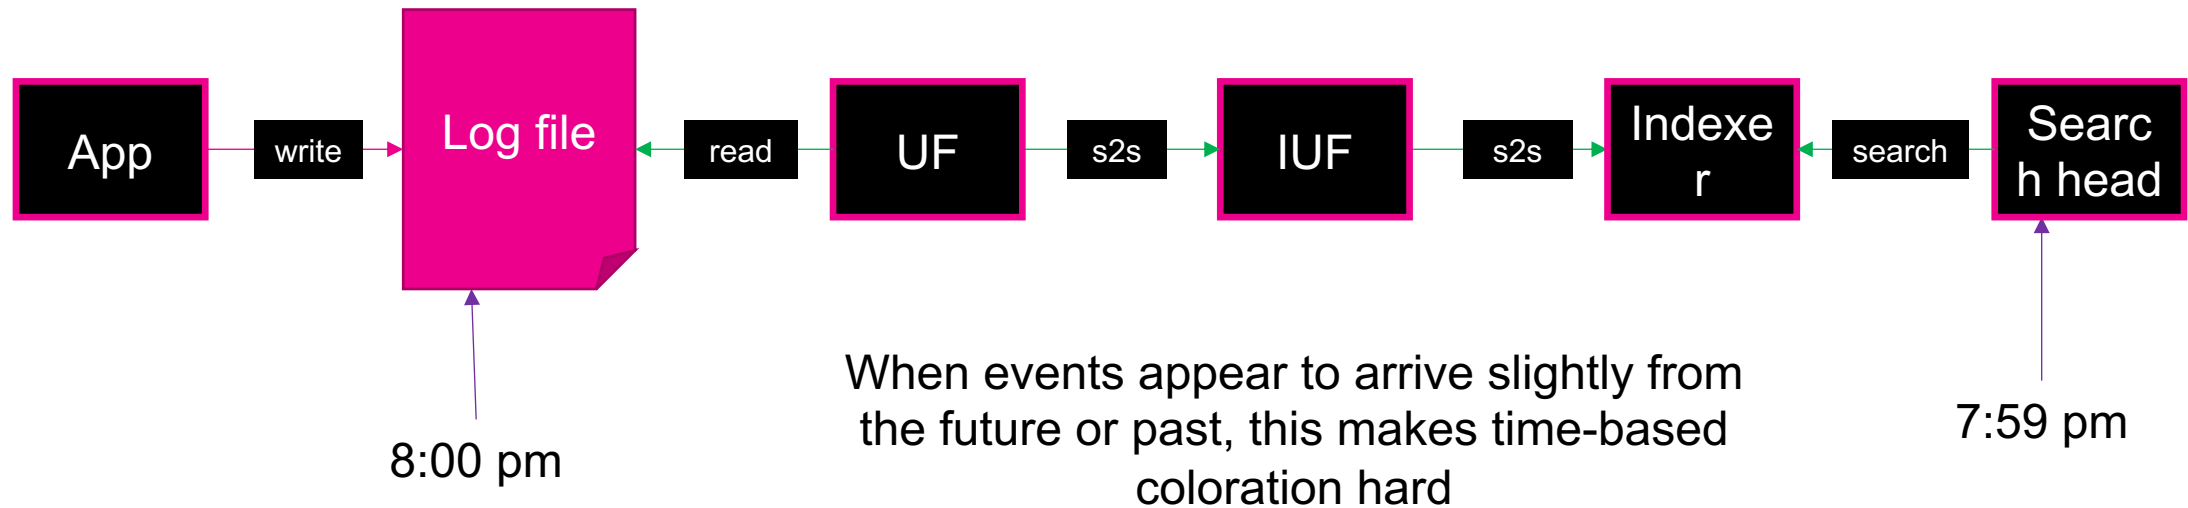 App
write
Log file
read
UF
s2s
IUF
s2s
Indexe
r
search
Searc
h head
8:00 pm
When events appear to arrive slightly from
the future or past, this makes time-based
coloration hard
7:59 pm